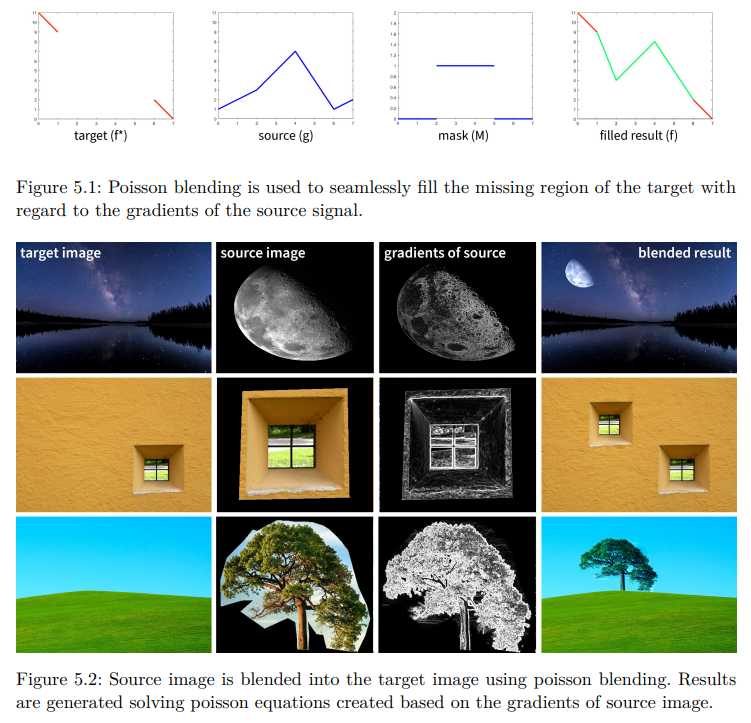 target (f*)
source (g)
mask (M)
filled result (f)
Figure 5.1: Poisson blending is used to seamlessly fill the missing region of the target with
regard to the gradients of the source signal.
target image
source image
gradients of source
blended result
Figure 5.2: Source image is blended into the target image using poisson blending. Results
are generated solving poisson equations created based on the gradients of source image.